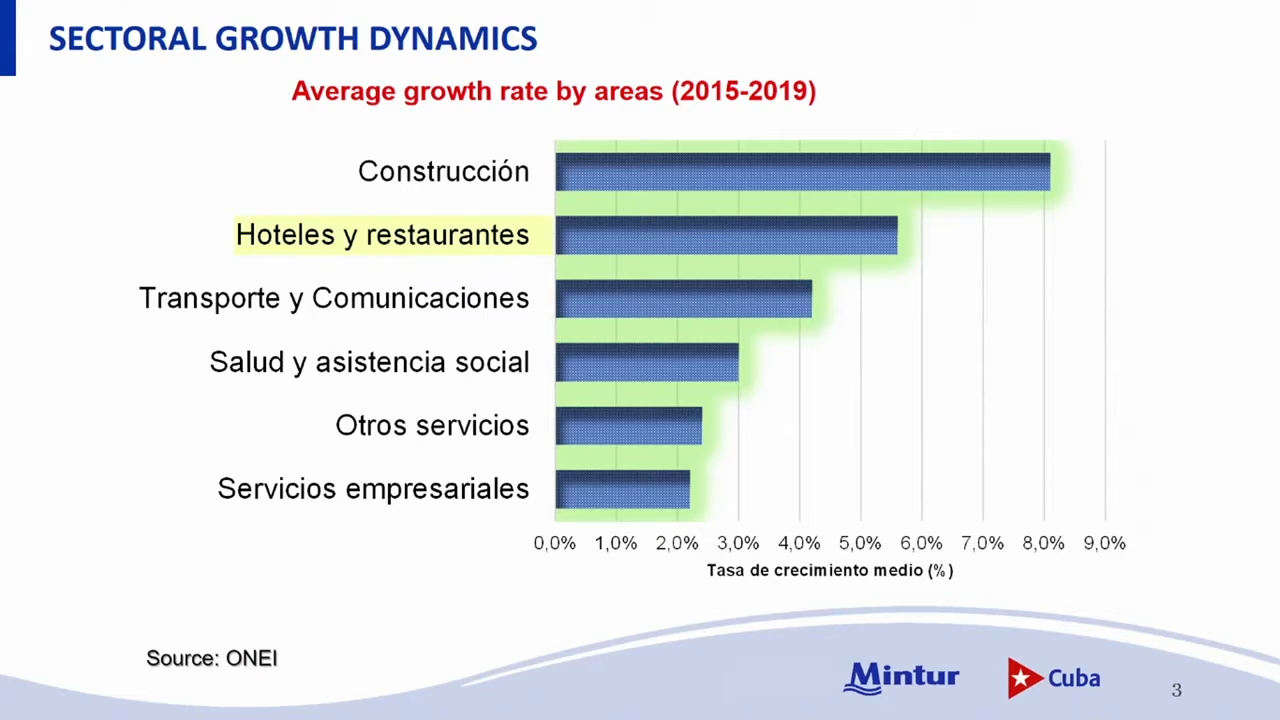 SECTORAL GROWTH DYNAMICS
Average growth rate by areas (2015-2019)
Construcción
Hoteles y restaurantes
Transporte y Comunicaciones
Salud y asistencia social
Otros servicios
Servicios empresariales
0,0% 1,0% 2,0% 3,0% 4,0% 5,0% 6,0% 7,0% 8,0% 9,0%
Tasa de crecimiento medio (%)
Source: ONEI
Mintur
Cuba
3